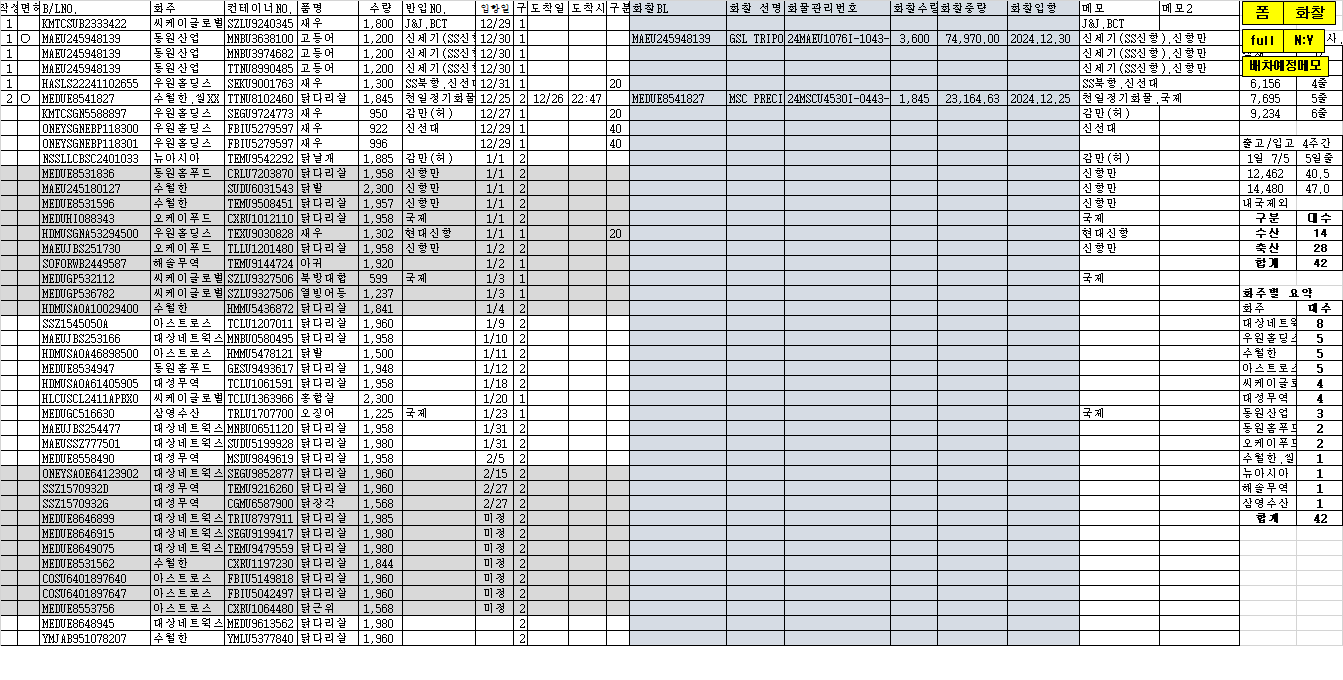 작성 면허 B/LNO. 화주 컨테이너NO. 품명 수량 반입NO. 입항일 구 도착일 도착시 구분 화찰BL 화찰 선명 화물관리번호 화찰수량 화찰중량 화찰입항 메모 메모2 폼 화찰
1 KMTCSUB2333422 씨케이글로벌 SZLU9240345 새우 1,800 J&J,BCT 12/29 1 J&J,BCT
1 ○ MAEU245948139 동원산업 MNBU3638100 고등어 1,200 신세기(SS신항 12/30 1 MAEU245948139 GSL TRIPO 24MAEU1076I-1043- 3,600 74,970,00 2024,12,30 신세기(SS신항),신항만 full N:Y 사,
1 MAEU245948139 동원산업 MNBU3974682 고등어 1,200 신세기(SS신항 12/30 1 신세기(SS신항),신항만
1 MAEU245948139 동원산업 TTNU8990485 고등어 1,200 신세기(SS신항 12/30 1 신세기(SS신항),신항만 배차예정메모
1 HASLS22241102655 우원홀딩스 SEKU9001763 새우 1,300 SS북항,신선대 12/31 1 20 SS북항,신선대 6,156 4줄
2 ○ MEDUE8541827 수월한,씰XX TTNU8102460 닭다리살 1,845 천일정기화물 12/25 2 12/26 22:47 MEDUE8541827 MSC PRECI 24MSCU4530I-0443- 1,845 23,164,63 2024,12,25 천일정기화물,국제 7,695 5줄
KMTCSGN5588897 우원홀딩스 SEGU9724773 새우 950 감만(허) 12/27 1 20 감만(허) 9,234 6줄
ONEYSGNEBP118300 우원홀딩스 FBIU5279597 새우 922 신선대 12/29 1 40 신선대
ONEYSGNEBP118301 우원홀딩스 FBIU5279597 새우 996 12/29 1 40 출고/입고 4주간
NSSLLCBSC2401033 뉴아시아 TEMU9542292 닭날개 1,885 감만(허) 1/1 2 감만(허) 1일 7/5 5일줄
MEDUE8531836 동원홈푸드 CRLU7203870 닭다리살 1,958 신항만 1/1 2 신항만 12,462 40.5
MAEU245180127 수월한 SUDU6031543 닭발 2,300 신항만 1/1 2 신항만 14,480 47.0
MEDUE8531596 수월한 TEMU9508451 닭다리살 1,957 신항만 1/1 2 신항만 내국제외
MEDUHI088343 오케이푸드 CXRU1012110 닭다리살 1,958 국제 1/1 2 국제 구분 대수
HDMUSGNA53294500 우원홀딩스 TEXU9030828 새우 1,302 현대신항 1/1 1 20 현대신항 수산 14
MAEUJBS251730 오케이푸드 TLLU1201480 닭다리살 1,958 신항만 1/2 2 신항만 축산 28
SOFORWB2449587 해솔무역 TEMU9144724 아귀 1,920 1/2 1 합계 42
MEDUGP532112 씨케이글로벌 SZLU9327506 북방대합 599 국제 1/3 1 국제
MEDUGP536782 씨케이글로벌 SZLU9327506 열빙어등 1,237 1/3 1 화주별 요약
HDMUSAOA10029400 수월한 HMMU5436872 닭다리살 1,841 1/4 2 화주 대수
SSZ1545050A 아스트로스 TCLU1207011 닭다리살 1,960 1/9 2 대상네트웍 8
MAEUJBS253166 대상네트웍스 MNBU0580495 닭다리살 1,958 1/10 2 우원홀딩스 5
HDMUSAOA46898500 아스트로스 HMMU5478121 닭발 1,500 1/11 2 수월한 5
MEDUE8534947 동원홈푸드 GESU9493617 닭다리살 1,948 1/12 2 아스트로스 5
HDMUSAOA61405905 대성무역 TCLU1061591 닭다리살 1,958 1/18 2 씨케이글로 4
HLCUSCL2411APBX0 씨케이글로벌 TCLU1363966 홍합살 2,300 1/20 1 대성무역 4
MEDUGC516630 삼영수산 TRLU1707700 오징어 1,225 국제 1/23 1 국제 동원산업 3
MAEUJBS254477 대상네트웍스 MNBU0651120 닭다리살 1,958 1/31 2 동원홈푸드 2
MAEUSSZ777501 대상네트웍스 SUDU5199928 닭다리살 1,980 1/31 2 오케이푸드 2
MEDUE8558490 대성무역 MSDU9849619 닭다리살 1,958 2/5 2 수월한,씰 1
ONEYSAOE64123902 대상네트웍스 SEGU9852877 닭다리살 1,960 2/15 2 뉴아시아 1
SSZ1570932D 대성무역 TEMU9216260 닭다리살 1,960 2/27 2 해솔무역 1
SSZ1570932G 대성무역 CGMU6587900 닭장각 1,568 2/27 2 삼영수산 1
MEDUE8646899 대상네트웍스 TRIU8797911 닭다리살 1,985 미정 2 합계 42
MEDUE8646915 대상네트웍스 SEGU9199417 닭다리살 1,980 미정 2
MEDUE8649075 대상네트웍스 TEMU9479559 닭다리살 1,980 미정 2
MEDUE8531562 수월한 CXRU1197230 닭다리살 1,844 미정 2
COSU6401897640 아스트로스 FBIU5149818 닭다리살 1,960 미정 2
COSU6401897647 아스트로스 FBIU5042497 닭다리살 1,960 미정 2
MEDUE8553756 아스트로스 CXRU1064480 닭근위 1,568 미정 2
MEDUE8648945 대상네트웍스 MEDU9613562 닭다리살 1,980 2
YMJAB951078207 수월한 YMLU5377840 닭다리살 1,960 2